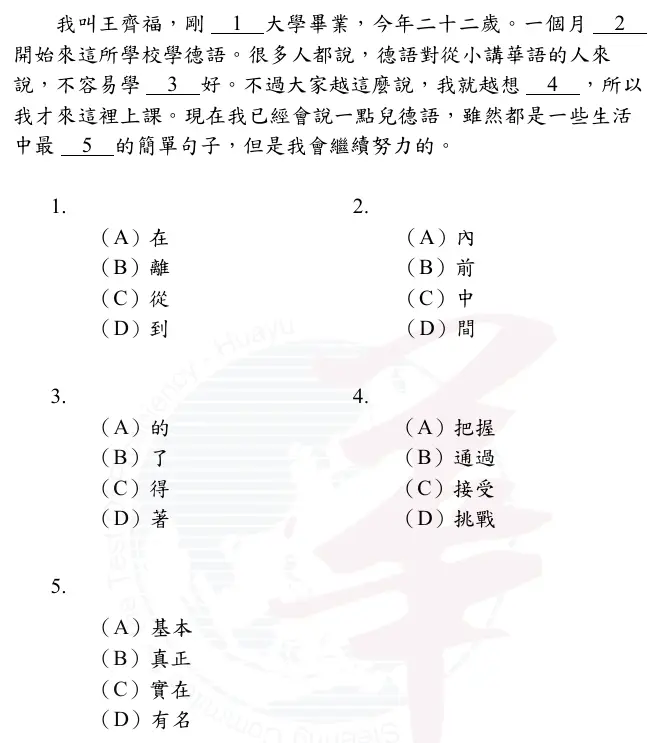 我叫王齊福，剛 1 大學畢業，今年二十二歲。一個月 2
開始來這所學校學德語。很多人都說，德語對從小講華語的人來
說，不容易學 3 好。不過大家越這麼說，我就越想 4 ，所以
我才來這裡上課。現在我已經會說一點兒德語，雖然都是一些生活
中最 5 的簡單句子，但是我會繼續努力的。
1.
（A）在
（B）離
（C）從
（D）到
2.
（A）內
（B）前
（C）中
（D）間
3.
（A）的
（B）了
（C）得
（D）著
4.
（A）把握
（B）通過
（C）接受
（D）挑戰
5.
（A）基本
（B）真正
（C）實在
（D）有名